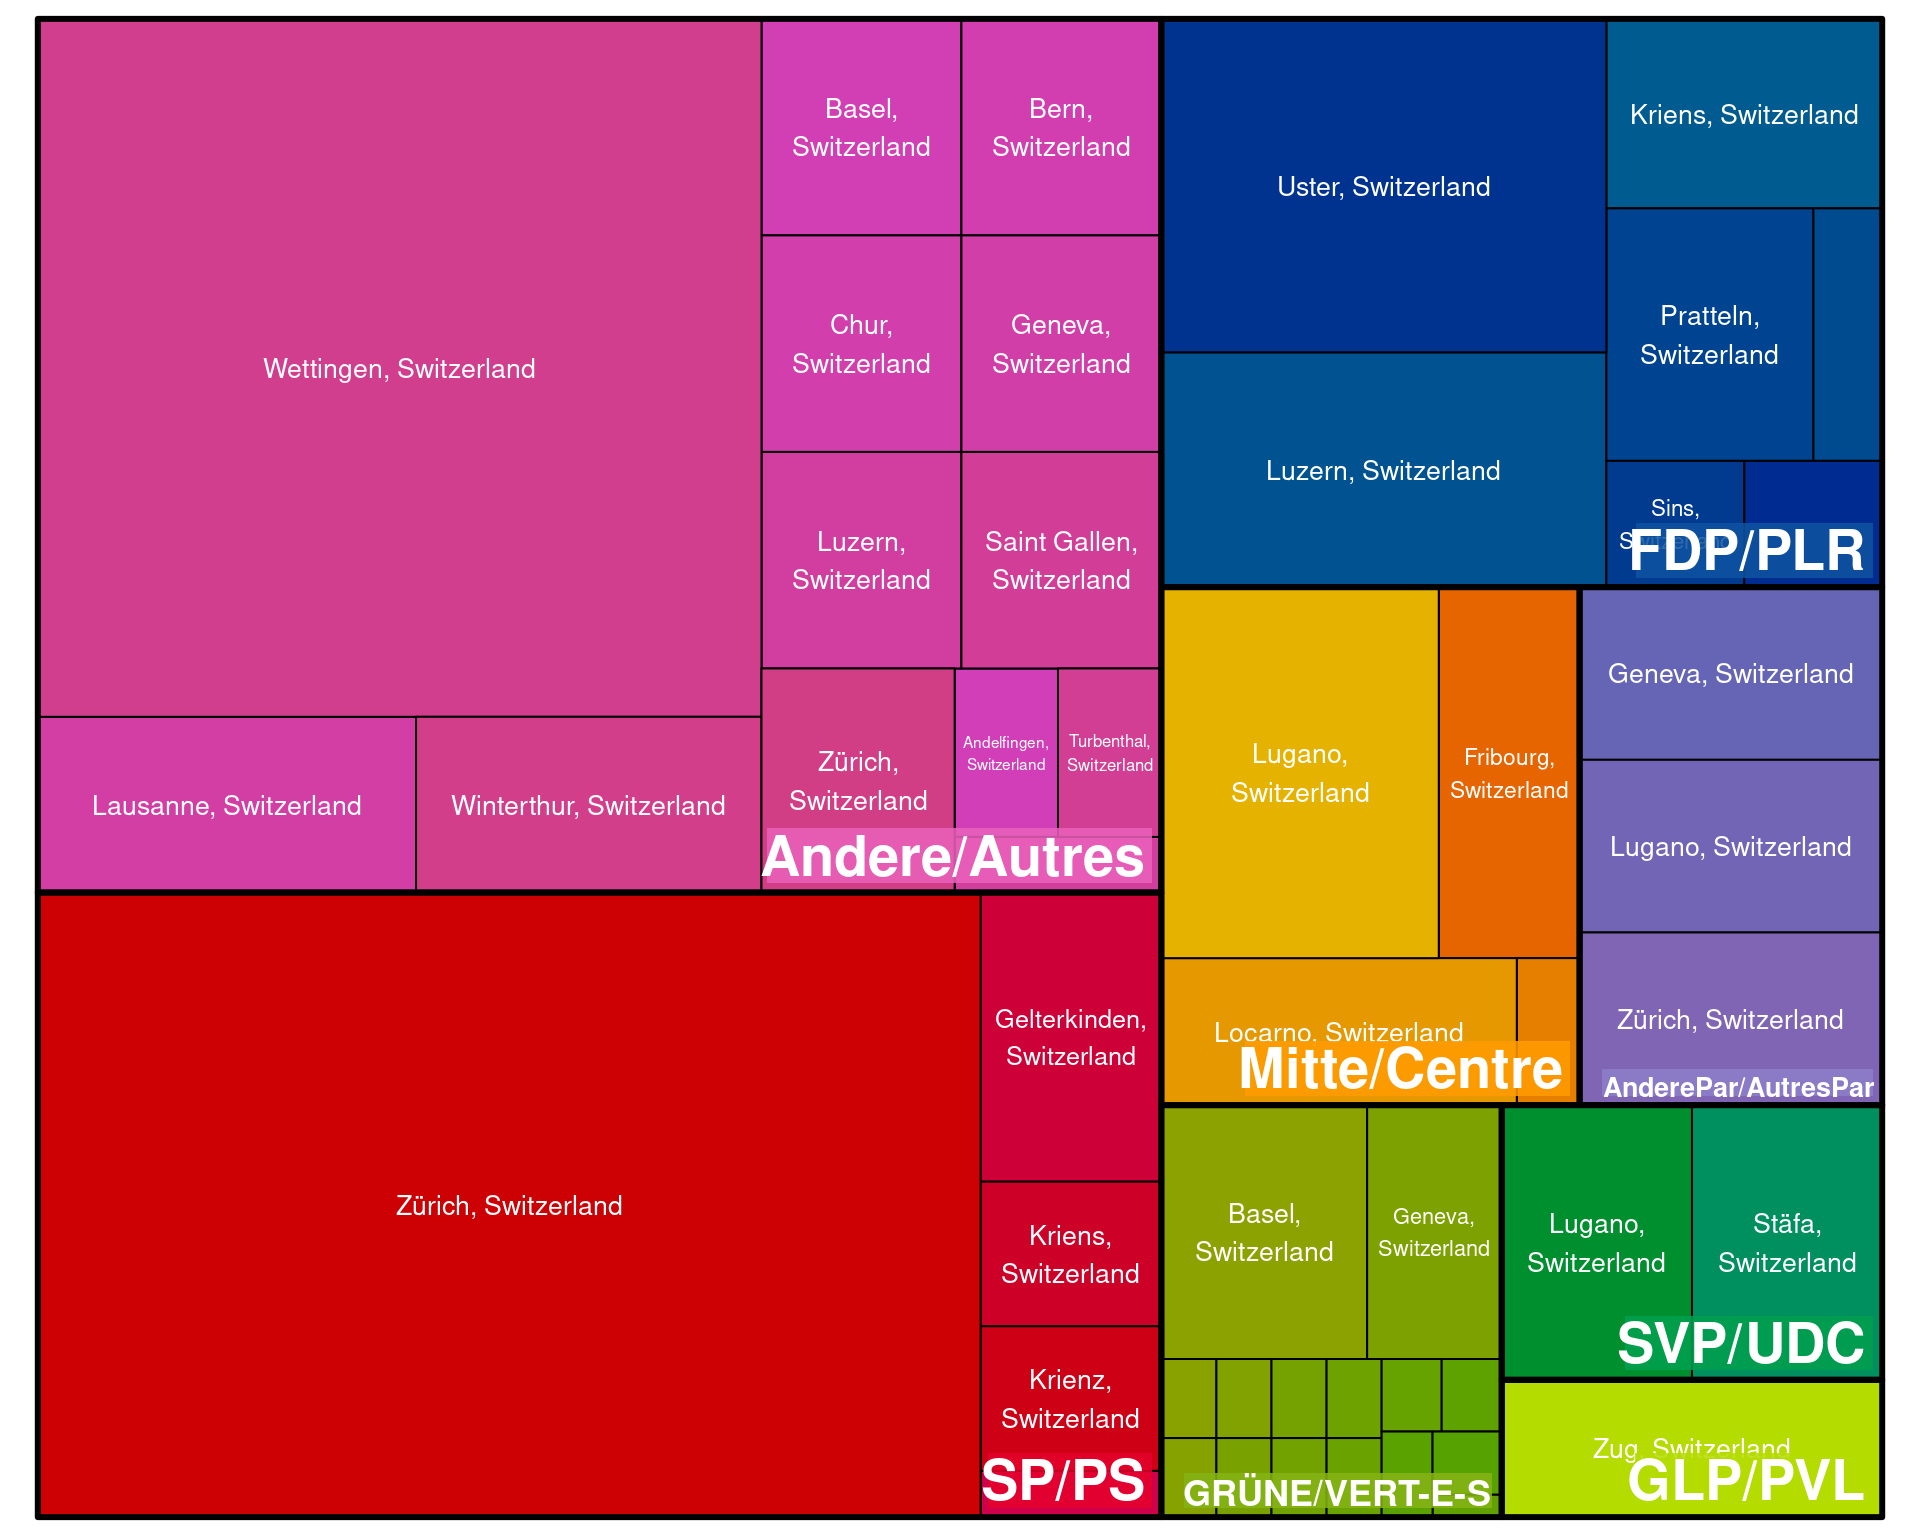 Wettingen, Switzerland
Basel,
Switzerland
Bern,
Switzerland
Chur,
Switzerland
Geneva,
Switzerland
Luzern,
Switzerland
Saint Gallen,
Switzerland
Lausanne, Switzerland
Winterthur, Switzerland
Zürich,
Switzerland
Andelfingen,
Switzerland
Turbenthal,
Switzerland
Andere/Autres
Uster, Switzerland
Kriens, Switzerland
Pratteln,
Switzerland
Luzern, Switzerland
Sins,
Switzerland
FDP/PLR
Lugano,
Switzerland
Fribourg,
Switzerland
Locarno, Switzerland
Mitte/Centre
Geneva, Switzerland
Lugano, Switzerland
Zürich, Switzerland
AnderePar/AutresPar
Zürich, Switzerland
Gelterkinden,
Switzerland
Kriens,
Switzerland
Krienz,
Switzerland
SP/PS
Basel,
Switzerland
Geneva,
Switzerland
GRÜNE/VERT-E-S
Lugano,
Switzerland
Stäfa,
Switzerland
SVP/UDC
Zug, Switzerland
GLP/PVL